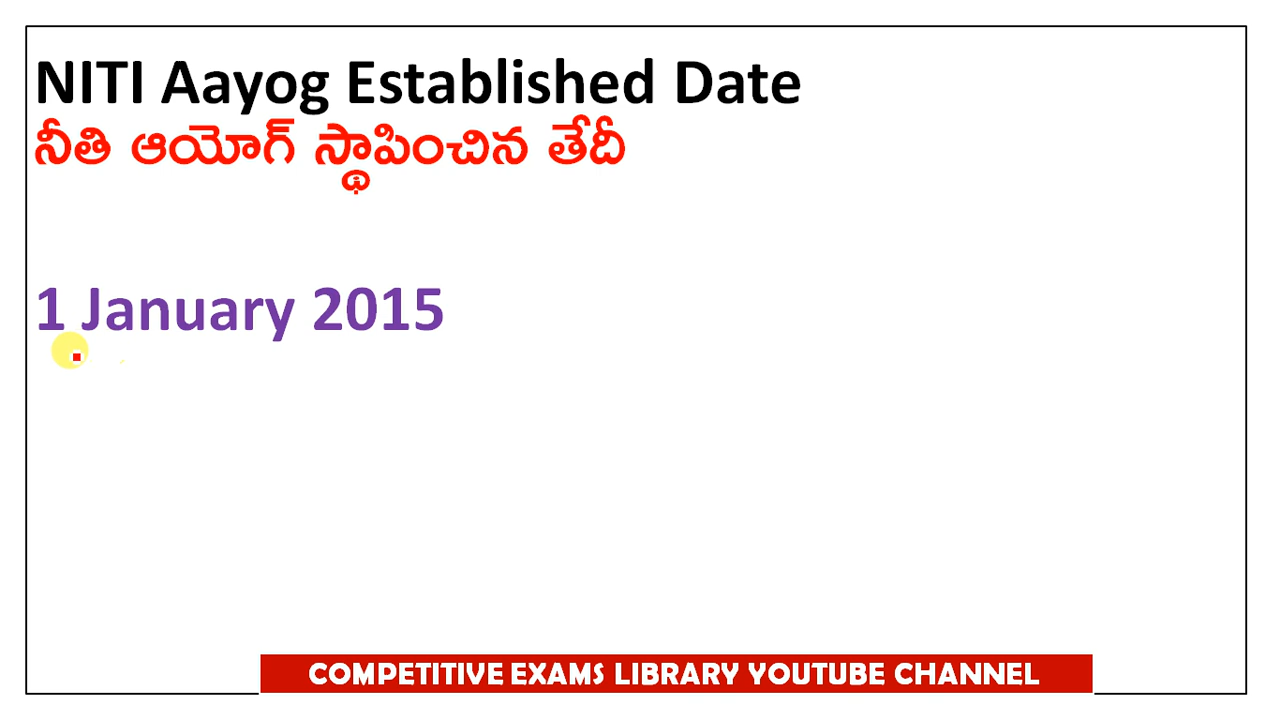 NITI Aayog Established Date
నీతి ఆయోగ్ స్థాపించిన తేదీ
1 January 2015
COMPETITIVE EXAMS LIBRARY YOUTUBE CHANNEL